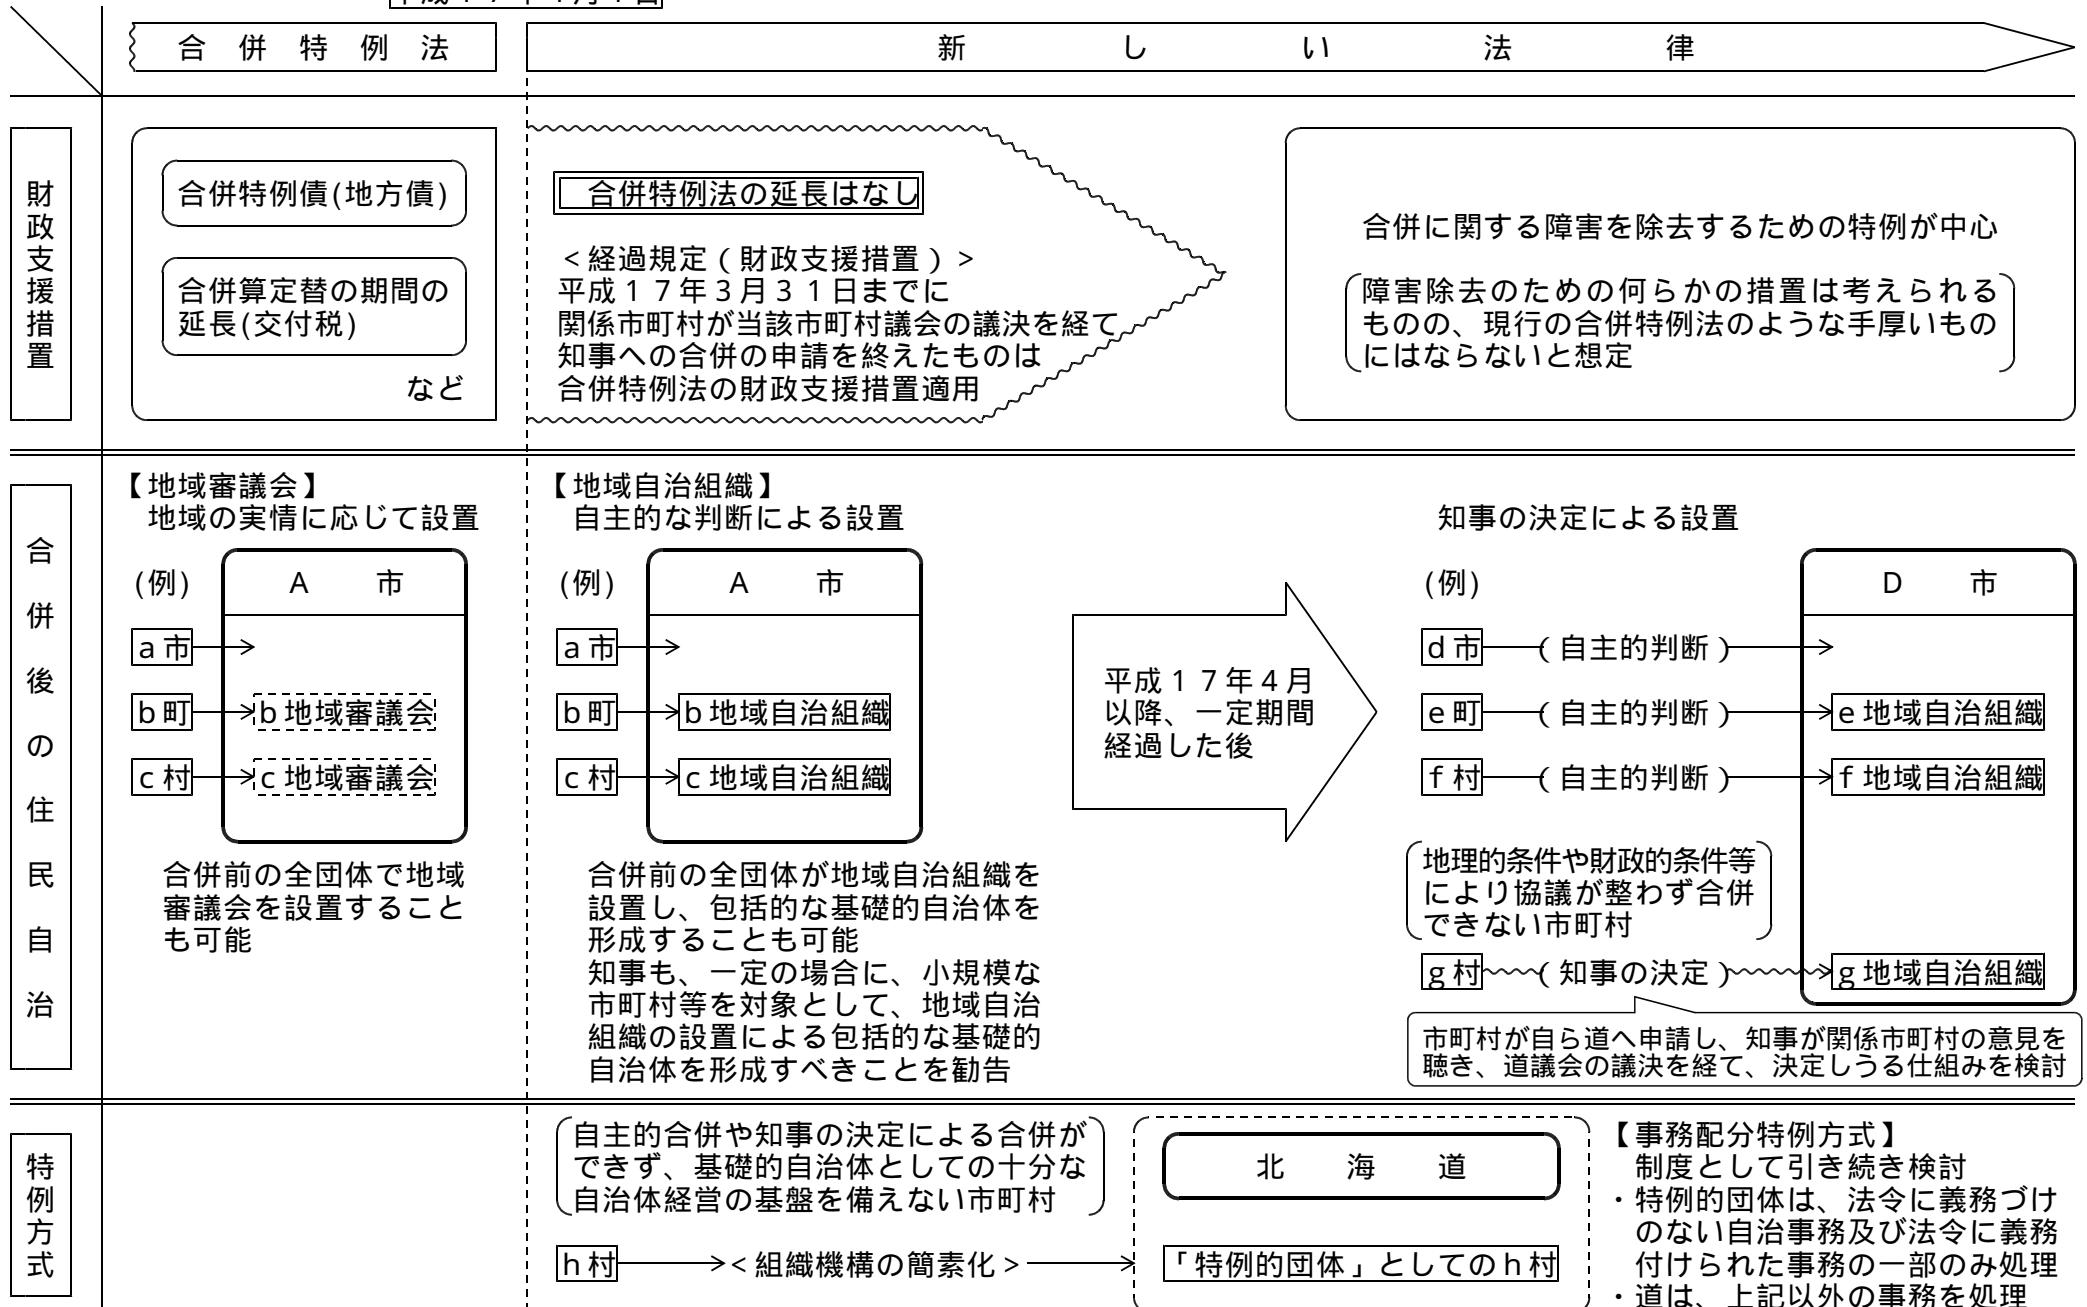 合併特例法
新しい法律
財政支援措置
合併特例債(地方債)
合併算定替の期間の
延長(交付税)
など
合併特例法の延長はなし
＜経過規定（財政支援措置）＞
平成１７年３月３１日までに
関係市町村が当該市町村議会の議決を経て
知事への合併の申請を終えたものは
合併特例法の財政支援措置適用
合併に関する障害を除去するための特例が中心
障害除去のための何らかの措置は考えられる
ものの、現行の合併特例法のような手厚いもの
にはならないと想定
合併後の住民自治
【地域審議会】
地域の実情に応じて設置
(例)
Ａ市
ａ市
ｂ町
ｂ地域審議会
ｃ村
ｃ地域審議会
合併前の全団体で地域
審議会を設置すること
も可能
【地域自治組織】
自主的な判断による設置
(例)
Ａ市
ａ市
ｂ町
ｂ地域自治組織
ｃ村
ｃ地域自治組織
合併前の全団体が地域自治組織を
設置し、包括的な基礎的自治体を
形成することも可能
知事も、一定の場合に、小規模な
市町村等を対象として、地域自治
組織の設置による包括的な基礎的
自治体を形成すべきことを勧告
平成１７年４月
以降、一定期間
経過した後
知事の決定による設置
(例)
Ｄ市
ｄ市（自主的判断）
ｅ町（自主的判断）ｅ地域自治組織
ｆ村（自主的判断）ｆ地域自治組織
地理的条件や財政的条件等
により協議が整わず合併
できない市町村
ｇ村（知事の決定）ｇ地域自治組織
市町村が自ら道へ申請し、知事が関係市町村の意見を
聴き、道議会の議決を経て、決定しうる仕組みを検討
特例方式
自主的合併や知事の決定による合併が
できず、基礎的自治体としての十分な
自治体経営の基盤を備えない市町村
ｈ村＜組織機構の簡素化＞
北海道
「特例的団体」としてのｈ村
【事務配分特例方式】
制度として引き続き検討
・特例的団体は、法令に義務づけ
のない自治事務及び法令に義務
付けられた事務の一部のみ処理
・道は、上記以外の事務を処理